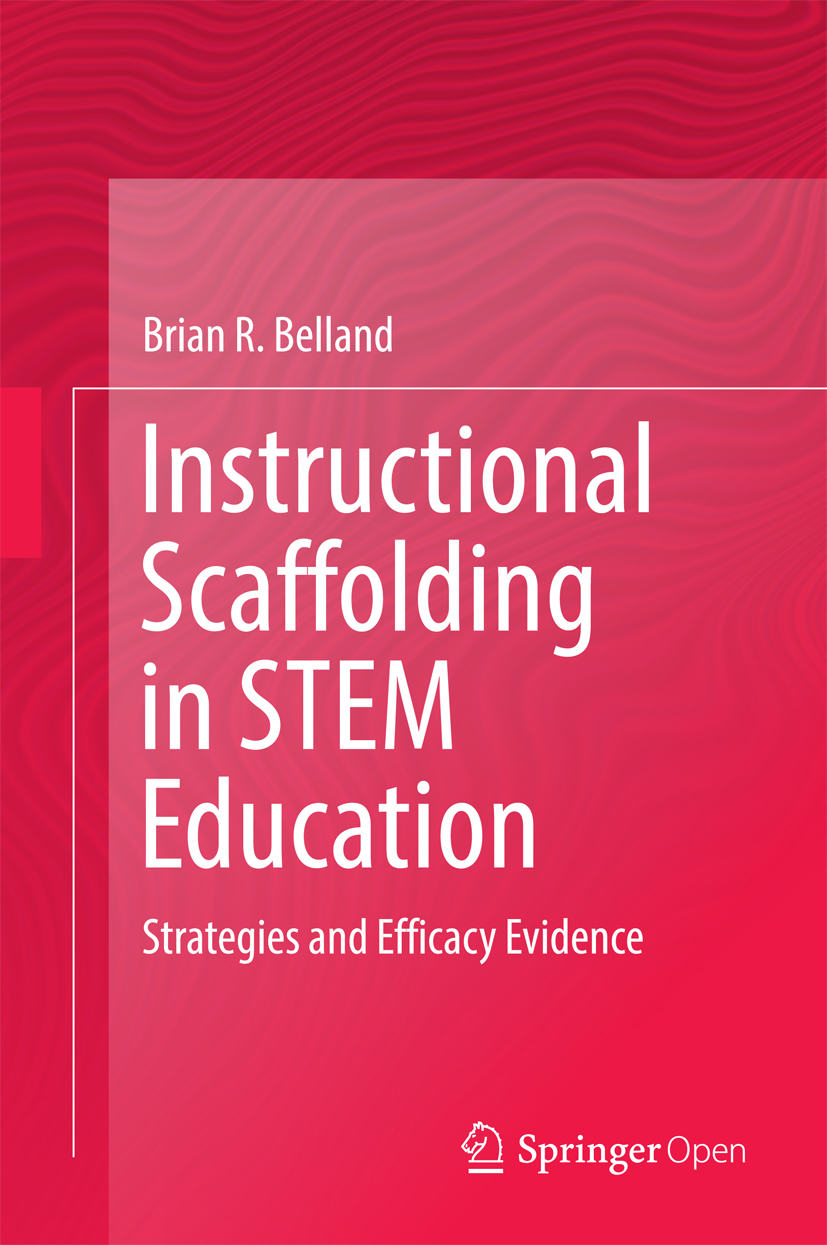 Brian R. Belland
Instructional
Scaffolding
in STEM
Education
Strategies and Efficacy Evidence
Springer Open